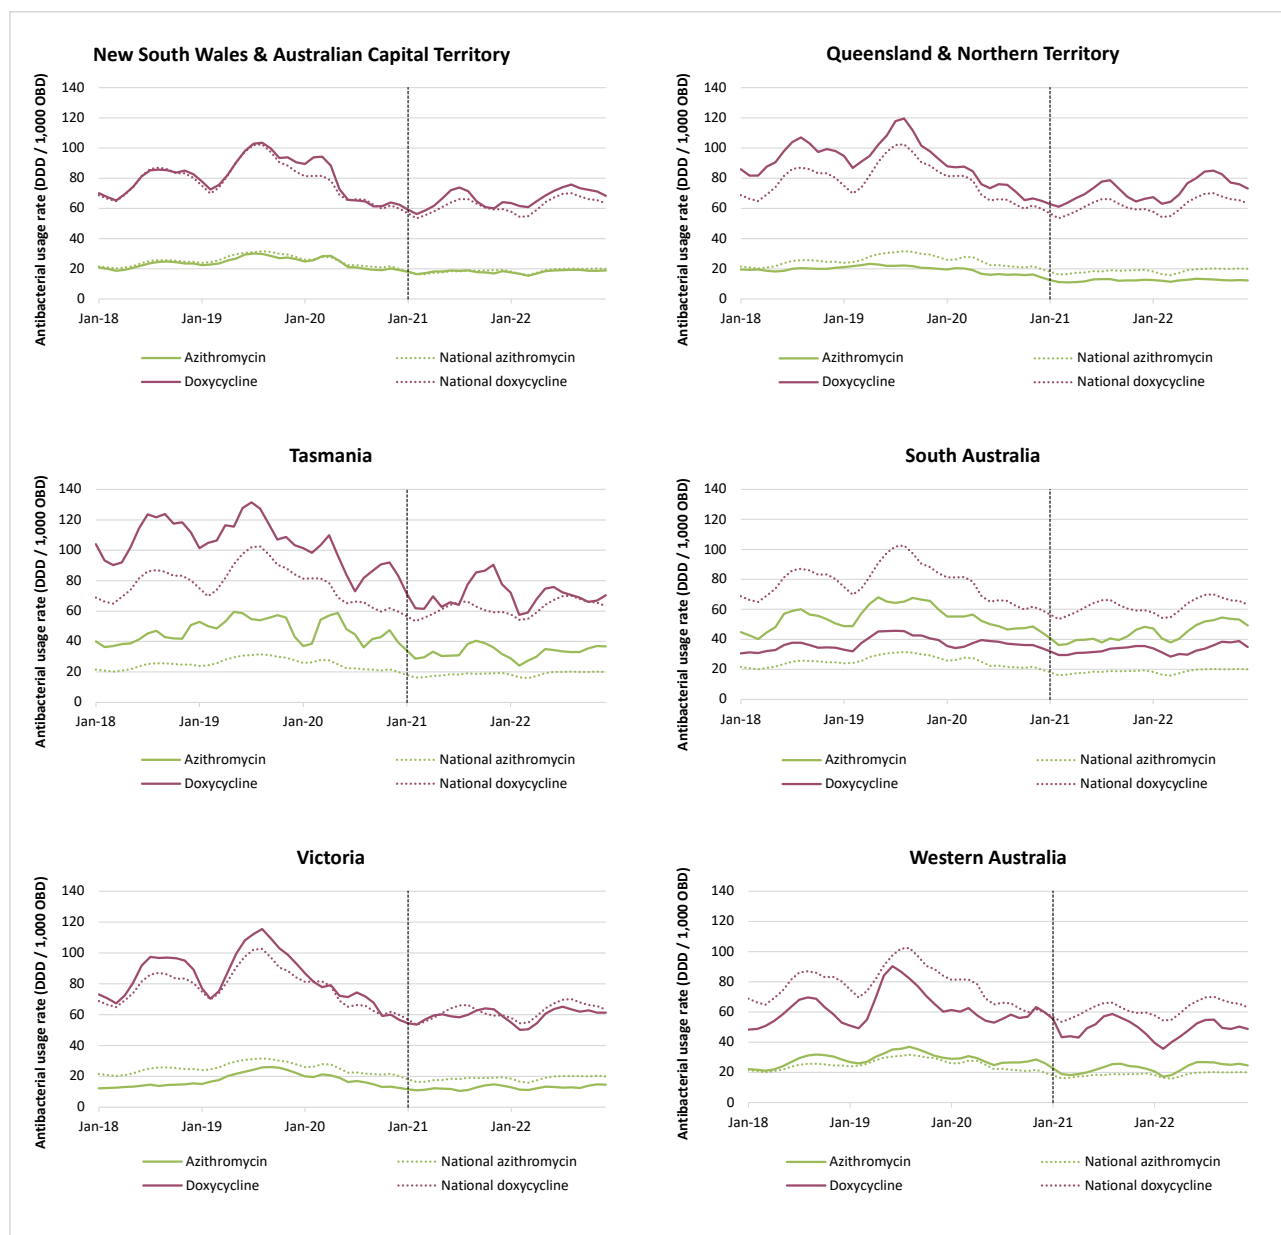 New South Wales & Australian Capital Territory
Antibacterial usage rate (DDD / 1,000 OBD)
140
120
100
80
60
40
20
0
Jan-18 Jan-19 Jan-20 Jan-21 Jan-22
Azithromycin National azithromycin
Doxycycline National doxycycline
Queensland & Northern Territory
Antibacterial usage rate (DDD / 1,000 OBD)
140
120
100
80
60
40
20
0
Jan-18 Jan-19 Jan-20 Jan-21 Jan-22
Azithromycin National azithromycin
Doxycycline National doxycycline
Tasmania
Antibacterial usage rate (DDD / 1,000 OBD)
140
120
100
80
60
40
20
0
Jan-18 Jan-19 Jan-20 Jan-21 Jan-22
Azithromycin National azithromycin
Doxycycline National doxycycline
South Australia
Antibacterial usage rate (DDD / 1,000 OBD)
140
120
100
80
60
40
20
0
Jan-18 Jan-19 Jan-20 Jan-21 Jan-22
Azithromycin National azithromycin
Doxycycline National doxycycline
Victoria
Antibacterial usage rate (DDD / 1,000 OBD)
140
120
100
80
60
40
20
0
Jan-18 Jan-19 Jan-20 Jan-21 Jan-22
Azithromycin National azithromycin
Doxycycline National doxycycline
Western Australia
Antibacterial usage rate (DDD / 1,000 OBD)
140
120
100
80
60
40
20
0
Jan-18 Jan-19 Jan-20 Jan-21 Jan-22
Azithromycin National azithromycin
Doxycycline National doxycycline